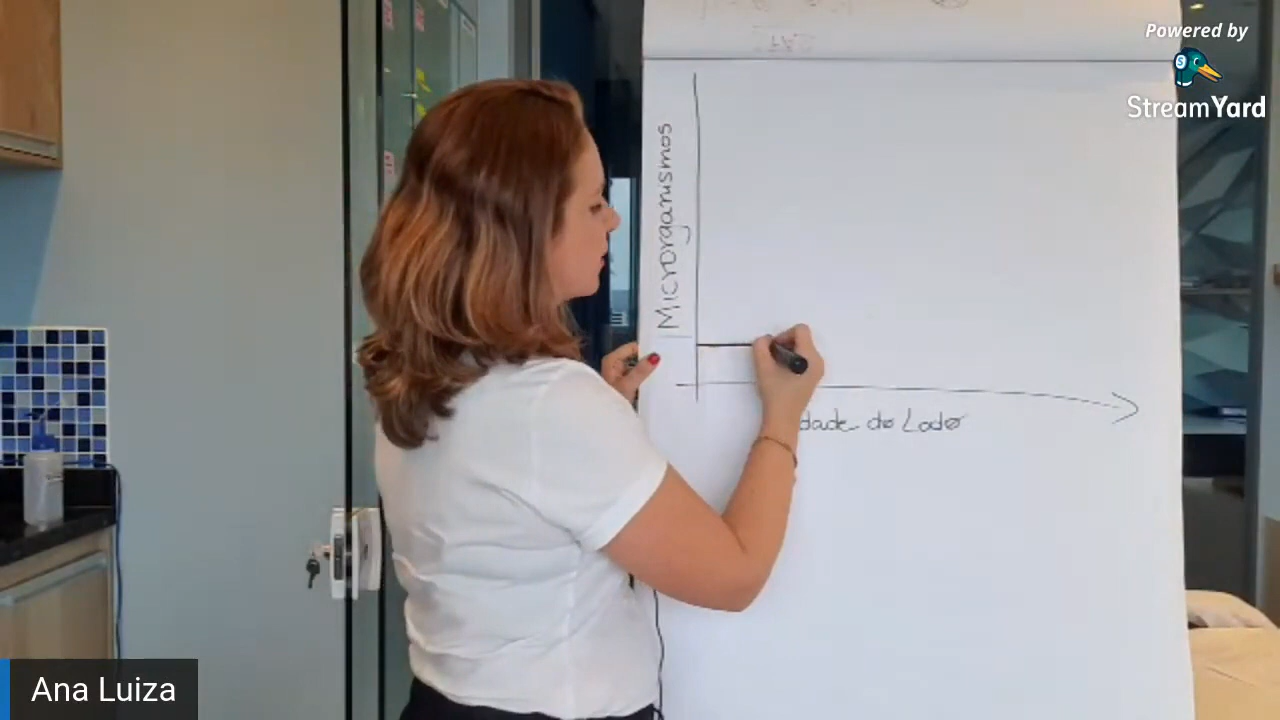 Powered by
StreamYard
Microrganismos
dade do Lodo
Ana Luiza